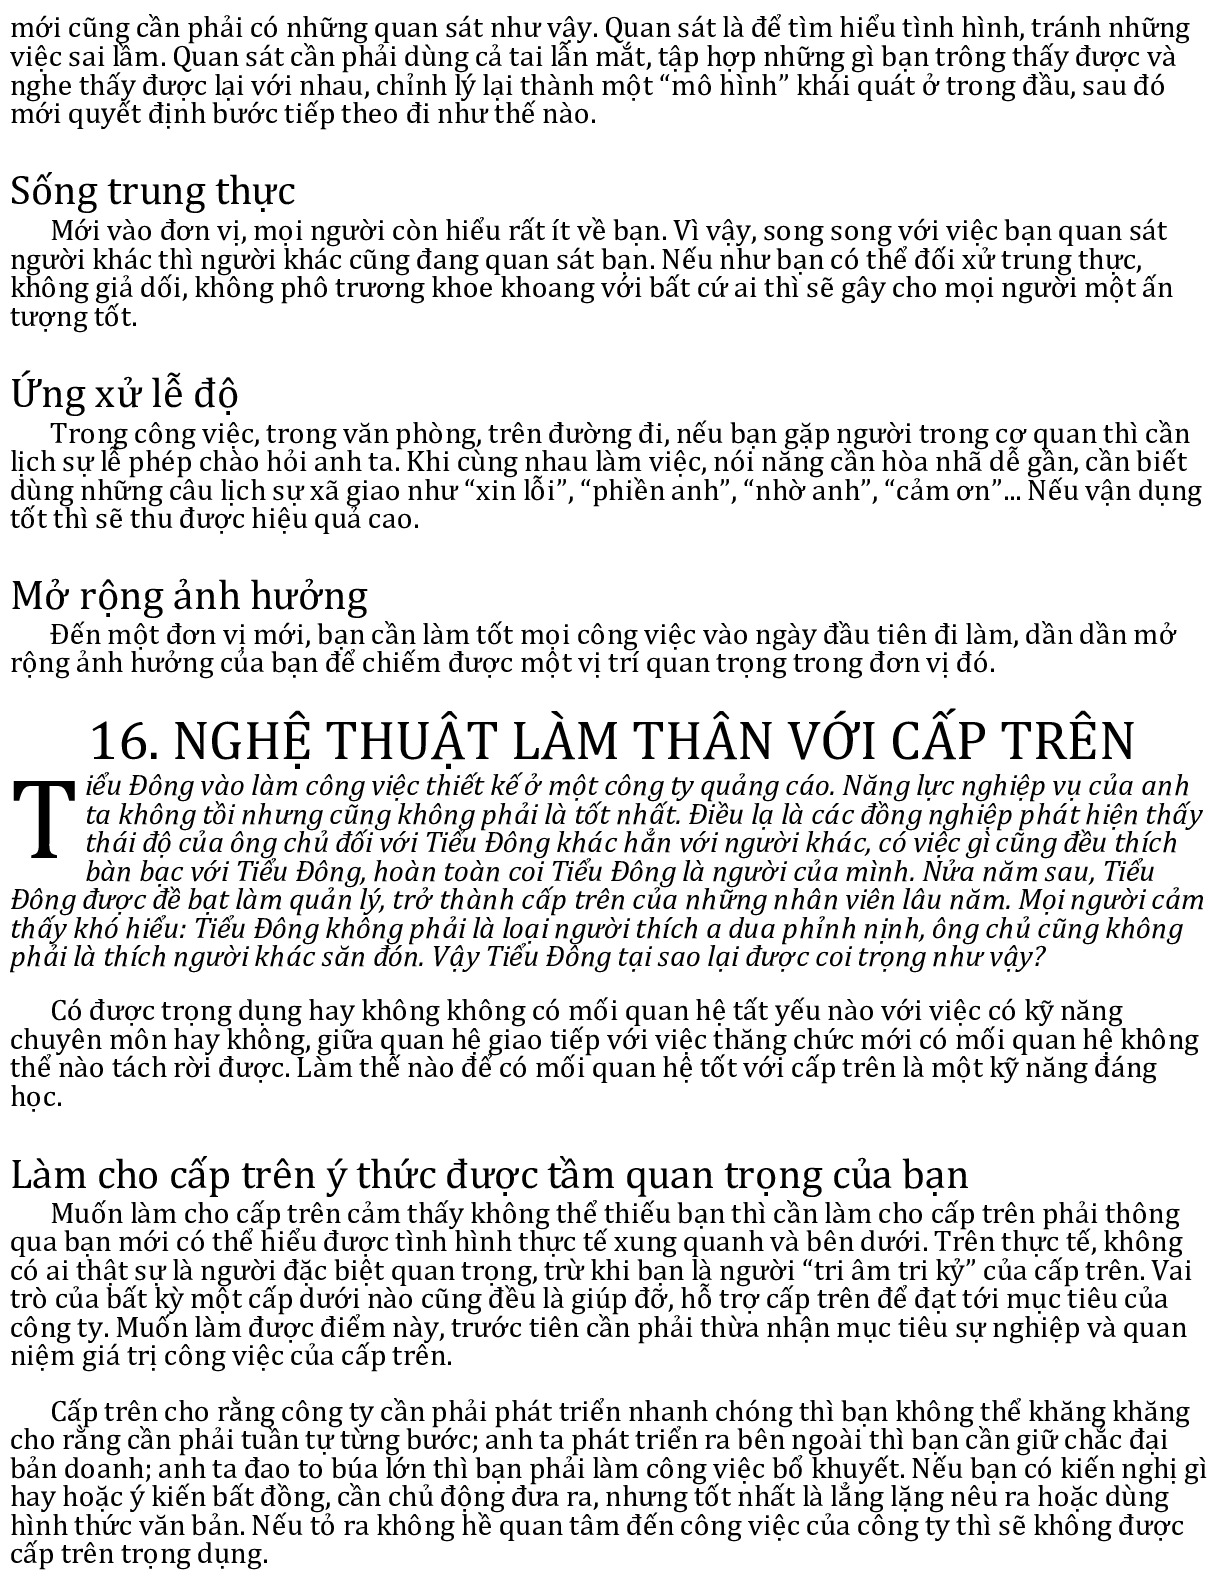 mới cũng cần phải có những quan sát như vậy. Quan sát là để tìm hiểu tình hình, tránh những
việc sai lầm. Quan sát cần phải dùng cả tai lẫn mắt, tập hợp những gì bạn trông thấy được và
nghe thấy được lại với nhau, chỉnh lý lại thành một “mô hình” khái quát ở trong đầu, sau đó
mới quyết định bước tiếp theo đi như thế nào.
Sống trung thực
Mới vào đơn vị, mọi người còn hiểu rất ít về bạn. Vì vậy, song song với việc bạn quan sát
người khác thì người khác cũng đang quan sát bạn. Nếu như bạn có thể đối xử trung thực,
không giả dối, không phô trương khoe khoang với bất cứ ai thì sẽ gây cho mọi người một ấn
tượng tốt.
Ứng xử lễ độ
Trong công việc, trong văn phòng, trên đường đi, nếu bạn gặp người trong cơ quan thì cần
lịch sự lễ phép chào hỏi anh ta. Khi cùng nhau làm việc, nói năng cần hòa nhã dễ gần, cần biết
dùng những câu lịch sự xã giao như “xin lỗi”, “phiền anh”, “nhờ anh”, “cảm ơn”... Nếu vận dụng
tốt thì sẽ thu được hiệu quả cao.
Mở rộng ảnh hưởng
Đến một đơn vị mới, bạn cần làm tốt mọi công việc vào ngày đầu tiên đi làm, dần dần mở
rộng ảnh hưởng của bạn để chiếm được một vị trí quan trọng trong đơn vị đó.
16. NGHỆ THUẬT LÀM THÂN VỚI CẤP TRÊN
Tiểu Đông vào làm công việc thiết kế ở một công ty quảng cáo. Năng lực nghiệp vụ của anh
ta không tồi nhưng cũng không phải là tốt nhất. Điều lạ là các đồng nghiệp phát hiện thấy
thái độ của ông chủ đối với Tiểu Đông khác hẳn với người khác, có việc gì cũng đều thích
bàn bạc với Tiểu Đông, hoàn toàn coi Tiểu Đông là người của mình. Nửa năm sau, Tiểu
Đông được đề bạt làm quản lý, trở thành cấp trên của những nhân viên lâu năm. Mọi người cảm
thấy khó hiểu: Tiểu Đông không phải là loại người thích a dua phỉnh nịnh, ông chủ cũng không
phải là thích người khác săn đón. Vậy Tiểu Đông tại sao lại được coi trọng như vậy?
Có được trọng dụng hay không không có mối quan hệ tất yếu nào với việc có kỹ năng
chuyên môn hay không, giữa quan hệ giao tiếp với việc thăng chức mới có mối quan hệ không
thể nào tách rời được. Làm thế nào để có mối quan hệ tốt với cấp trên là một kỹ năng đáng
học.
Làm cho cấp trên ý thức được tầm quan trọng của bạn
Muốn làm cho cấp trên cảm thấy không thể thiếu bạn thì cần làm cho cấp trên phải thông
qua bạn mới có thể hiểu được tình hình thực tế xung quanh và bên dưới. Trên thực tế, không
có ai thật sự là người đặc biệt quan trọng, trừ khi bạn là người “tri âm tri kỷ” của cấp trên. Vai
trò của bất kỳ một cấp dưới nào cũng đều là giúp đỡ, hỗ trợ cấp trên để đạt tới mục tiêu của
công ty. Muốn làm được điểm này, trước tiên cần phải thừa nhận mục tiêu sự nghiệp và quan
niệm giá trị công việc của cấp trên.
Cấp trên cho rằng công ty cần phải phát triển nhanh chóng thì bạn không thể khăng khăng
cho rằng cần phải tuần tự từng bước; anh ta phát triển ra bên ngoài thì bạn cần giữ chắc đại
bản doanh; anh ta đao to búa lớn thì bạn phải làm công việc bổ khuyết. Nếu bạn có kiến nghị gì
hay hoặc ý kiến bất đồng, cần chủ động đưa ra, nhưng tốt nhất là lẳng lặng nêu ra hoặc dùng
hình thức văn bản. Nếu tỏ ra không hề quan tâm đến công việc của công ty thì sẽ không được
cấp trên trọng dụng.